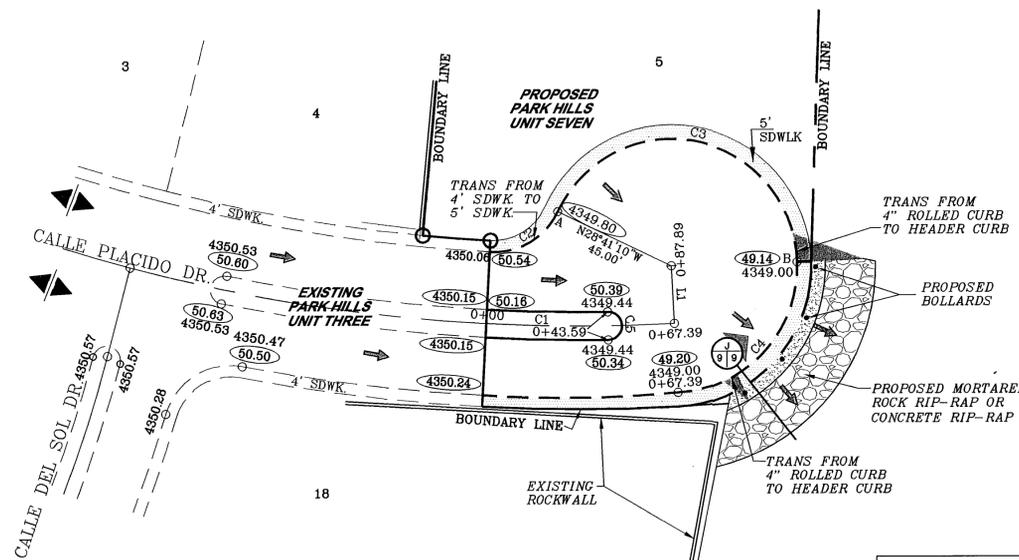 3
4
5
BOUNDARY LINE
PROPOSED
PARK HILLS
UNIT SEVEN
BOUNDARY LINE
C3
5'
SDWLK
TRANS FROM
4' SDWK. TO
5' SDWK.
TRANS FROM
4" ROLLED CURB
TO HEADER CURB
4' SDWK.
C2
A
4349.80
N28°41'10"W
45.00'
0+87.89
CALLE PLACIDO DR.
4350.53
50.60
4350.06
50.54
49.14
B
4349.00
PROPOSED
BOLLARDS
EXISTING
PARK HILLS
UNIT THREE
4350.15
50.16
50.39
4349.44
L1
0+00
C1
0+43.59
C5
0+67.39
50.63
4350.53
4350.47
50.50
4350.15
4349.44
50.34
49.20
4349.00
0+67.39
C4
J
9
9
4350.57
4350.57
4350.28
4' SDWK.
4350.24
BOUNDARY LINE
PROPOSED MORTARE
ROCK RIP-RAP OR
CONCRETE RIP-RAP
TRANS FROM
4" ROLLED CURB
TO HEADER CURB
CALLE DEL SOL DR.
18
EXISTING
ROCKWALL